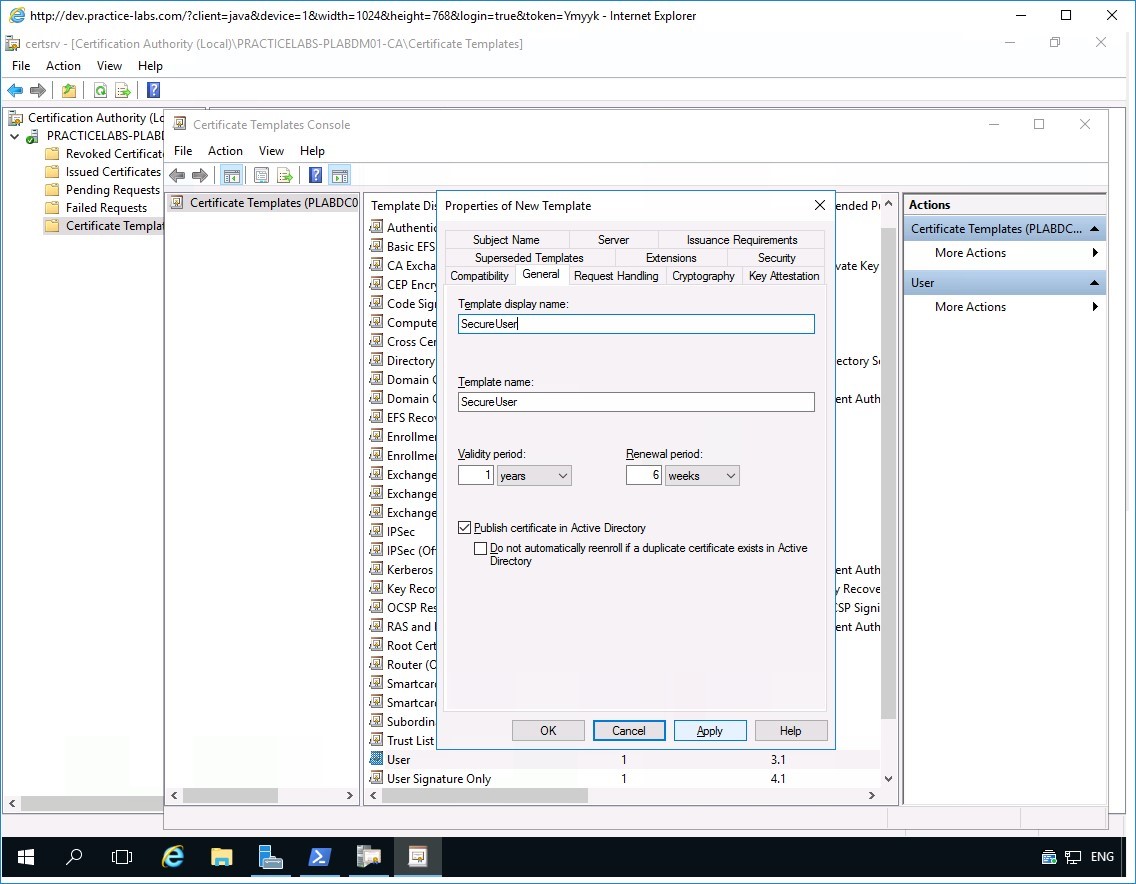 http://dev.practice-labs.com/?client=java&device=1&width=1024&height=768&login=true&token=Ymyyk - Internet Explorer
certsrv - [Certification Authority (Local)\PRACTICELABS-PLABDM01-CA\Certificate Templates]
File Action View Help
Certification Authority (Lo
PRACTICELABS-PLABD
Revoked Certificate
Issued Certificates
Pending Requests
Failed Requests
Certificate Templat
Certificate Templates Console
File Action View Help
Certificate Templates (PLABDC0
Template Dis
ended Pu
Authentic
Basic EFS
CA Excha
vate Key
CEP Encry
Code Sign
Compute
Cross Cer
Directory
ectory Se
Domain C
Domain C
ent Auth
EFS Reco
Enrollme
Enrollme
Exchange
Exchange
Exchange
IPSec
IPSec (Of
Kerberos
ent Auth
Key Reco
y Recove
OCSP Res
CSP Signi
RAS and I
ent Auth
Root Cert
Router (O
Smartcard
Smartcard
Subordina
Trust List
User 1 3.1
User Signature Only 1 4.1
Properties of New Template
Subject Name Server Issuance Requirements
Superseded Templates Extensions Security
Compatibility General Request Handling Cryptography Key Attestation
Template display name:
SecureUser
Template name:
SecureUser
Validity period: Renewal period:
1 years 6 weeks
Publish certificate in Active Directory
Do not automatically reenroll if a duplicate certificate exists in Active
Directory
OK Cancel Apply Help
Actions
Certificate Templates (PLABDC...
More Actions
User
More Actions
ENG